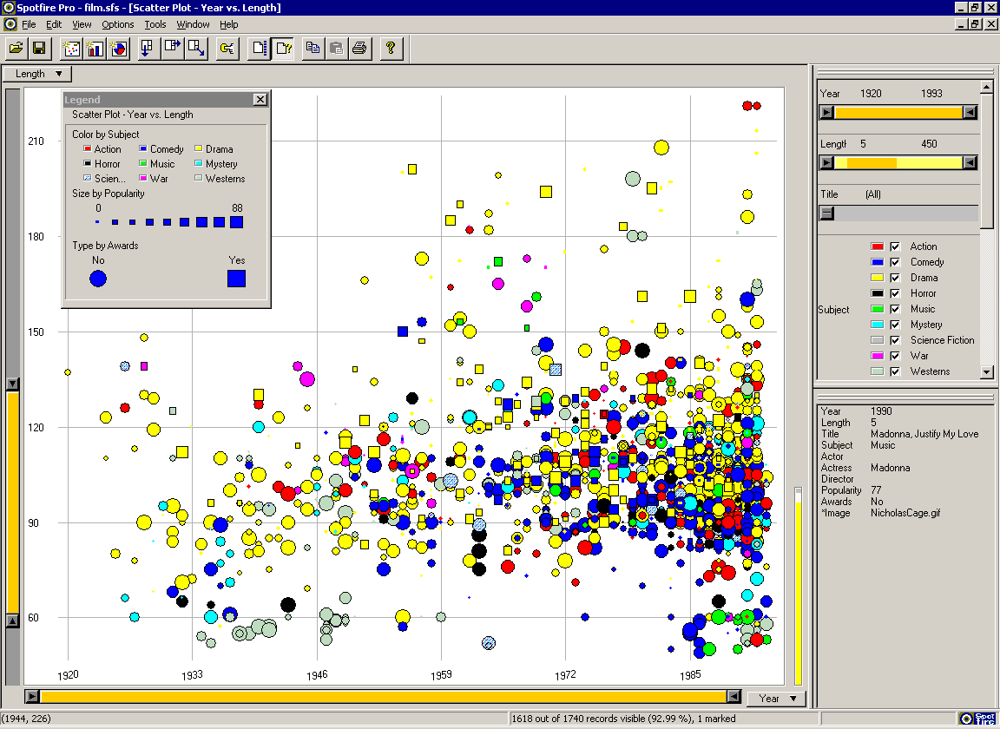 Spotfire Pro - film.sfs - [Scatter Plot - Year vs. Length]
File Edit View Options Tools Window Help
Length
Legend
Scatter Plot - Year vs. Length
Color by Subject
Action Comedy Drama
Horror Music Mystery
Scien... War Westerns
Size by Popularity
0 88
Type by Awards
No Yes
210
180
150
120
90
60
1920 1933 1946 1959 1972 1985
Year
Year 1920 1993
Length 5 450
Title (All)
Subject
Action
Comedy
Drama
Horror
Music
Mystery
Science Fiction
War
Westerns
Year 1990
Length 5
Title Madonna, Justify My Love
Subject Music
Actor
Actress Madonna
Director
Popularity 77
Awards No
*Image NicholasCage.gif
(1944, 226)
1618 out of 1740 records visible (92.99 %), 1 marked
Spot
fire